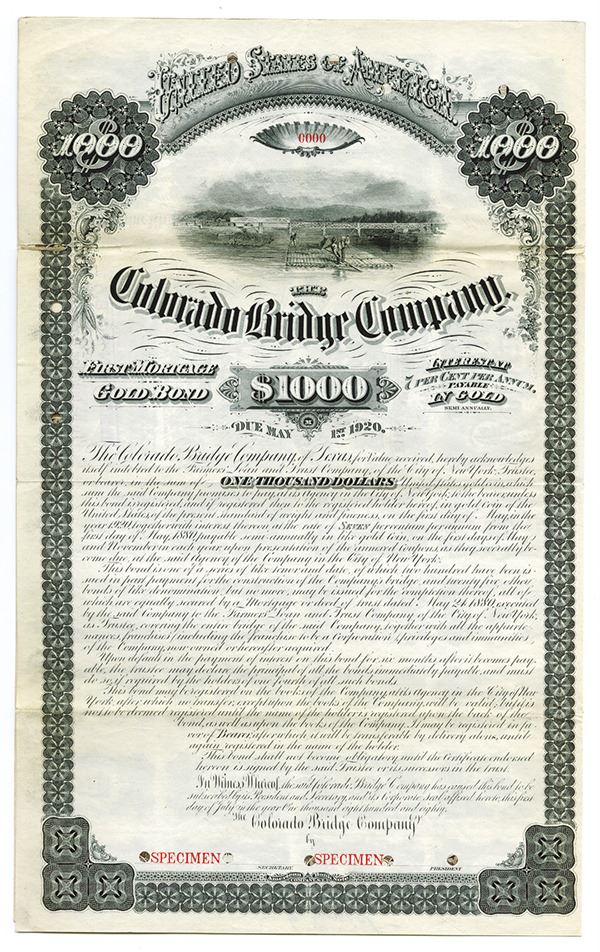 UNITED STATES OF AMERICA.
$1000
$1000
0000
THE
Colorado Bridge Company.
FIRST MORTGAGE
GOLD BOND
$1000
INTEREST AT
7 PER CENT PER ANNUM,
PAYABLE
IN GOLD
SEMI ANNUALLY.
DUE MAY 1ST 1920.
The Colorado Bridge Company, of Texas, for value received, hereby acknowledges
itself indebted to the Farmers' Loan and Trust Company, of the City of New York, Trustee,
or bearer, in the sum of ONE THOUSAND DOLLARS United States gold coin, which
sum the said Company promises to pay, at its Agency in the City of New York, to the bearer, unless
this bond is registered, and if registered then to the registered holder hereof, in gold coin of the
United States, of the present standard of weight and fineness, on the first day of May, in the
year 1920, together with interest thereon at the rate of SEVEN per centum per annum from the
first day of May, 1880, payable semi-annually in like gold coin, on the first days of May
and November in each year, upon presentation of the annexed Coupons, as they severally be-
come due, at the said Agency of the Company in the City of New York.
This bond is one of a series of like tenor and date, of which two hundred have been is-
sued in part payment for the construction of the Company's bridge, and twenty five other
bonds of like denomination, but no more, may be issued for the completion thereof, all of
which are equally secured by a Mortgage or deed of trust dated May 24 1880, executed
by the said Company to the Farmers' Loan and Trust Company of the City of New York,
as Trustee, covering the entire bridge of the said Company, together with all the appurte-
nances, franchises (including the franchise to be a Corporation) privileges and immunities
of the Company, now owned or hereafter acquired.
Upon default in the payment of interest on this bond for six months after it becomes pay-
able, the trustee may declare the principal of all the bonds immediately payable, and must
do so, if required by the holders of one fourth of all such bonds.
This bond may be registered on the books of the Company, at its Agency in the City of New
York, after which no transfer, except upon the books of the Company, will be valid, but it is
not to be deemed registered until the name of the holder is registered upon the back of the
bond, as well as upon the books of the Company. It may be registered in fa-
vor of Bearer, after which it will be transferable by delivery alone, until
again registered in the name of the holder.
This bond shall not become obligatory until the Certificate endorsed
hereon is signed by the said Trustee or its successors in the trust.
In Witness Whereof, the said Colorado Bridge Company has caused this bond to be
subscribed by its President and Secretary, and its Corporate Seal affixed hereto, this first
day of July in the year One thousand eight hundred and eighty.
The Colorado Bridge Company
by
SPECIMEN SPECIMEN
SECRETARY PRESIDENT